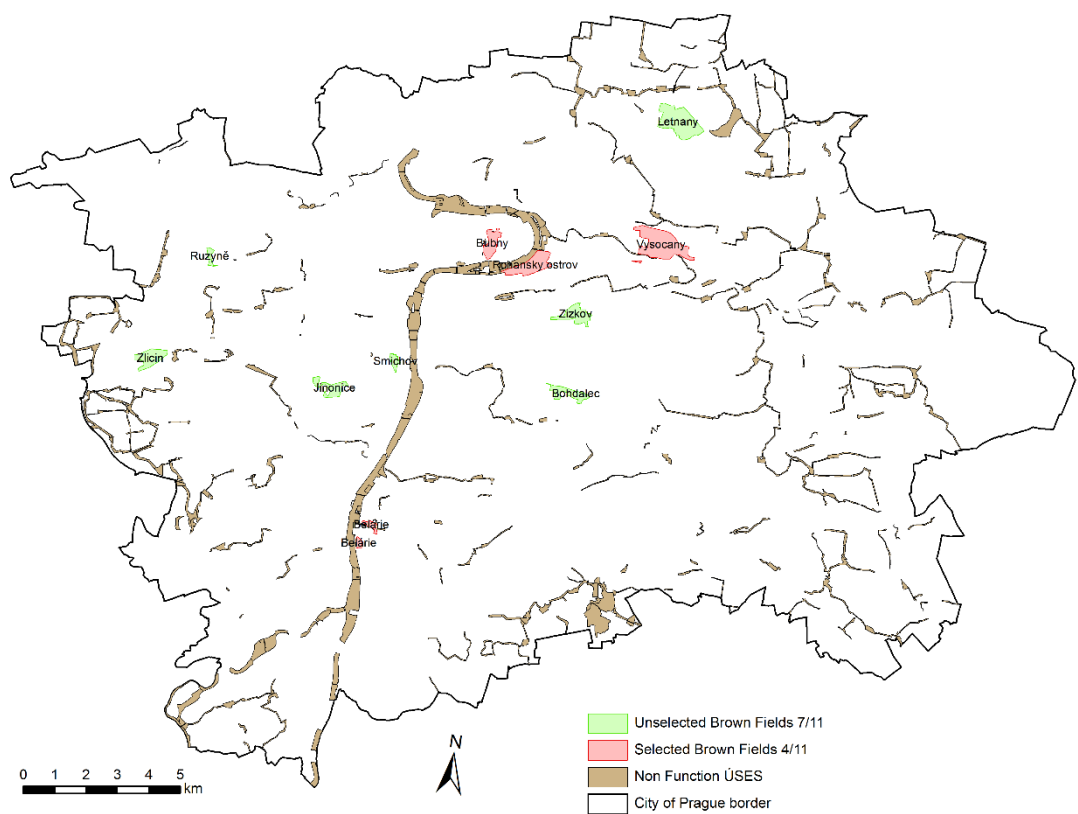 Letnany
Bubny
Vysocany
Rohansky ostrov
Ruzyně
Zizkov
Zlicin
Smichov
Jinonice
Bohdalec
Belárie
Belárie
N
0 1 2 3 4 5
km
Unselected Brown Fields 7/11
Selected Brown Fields 4/11
Non Function ÚSES
City of Prague border